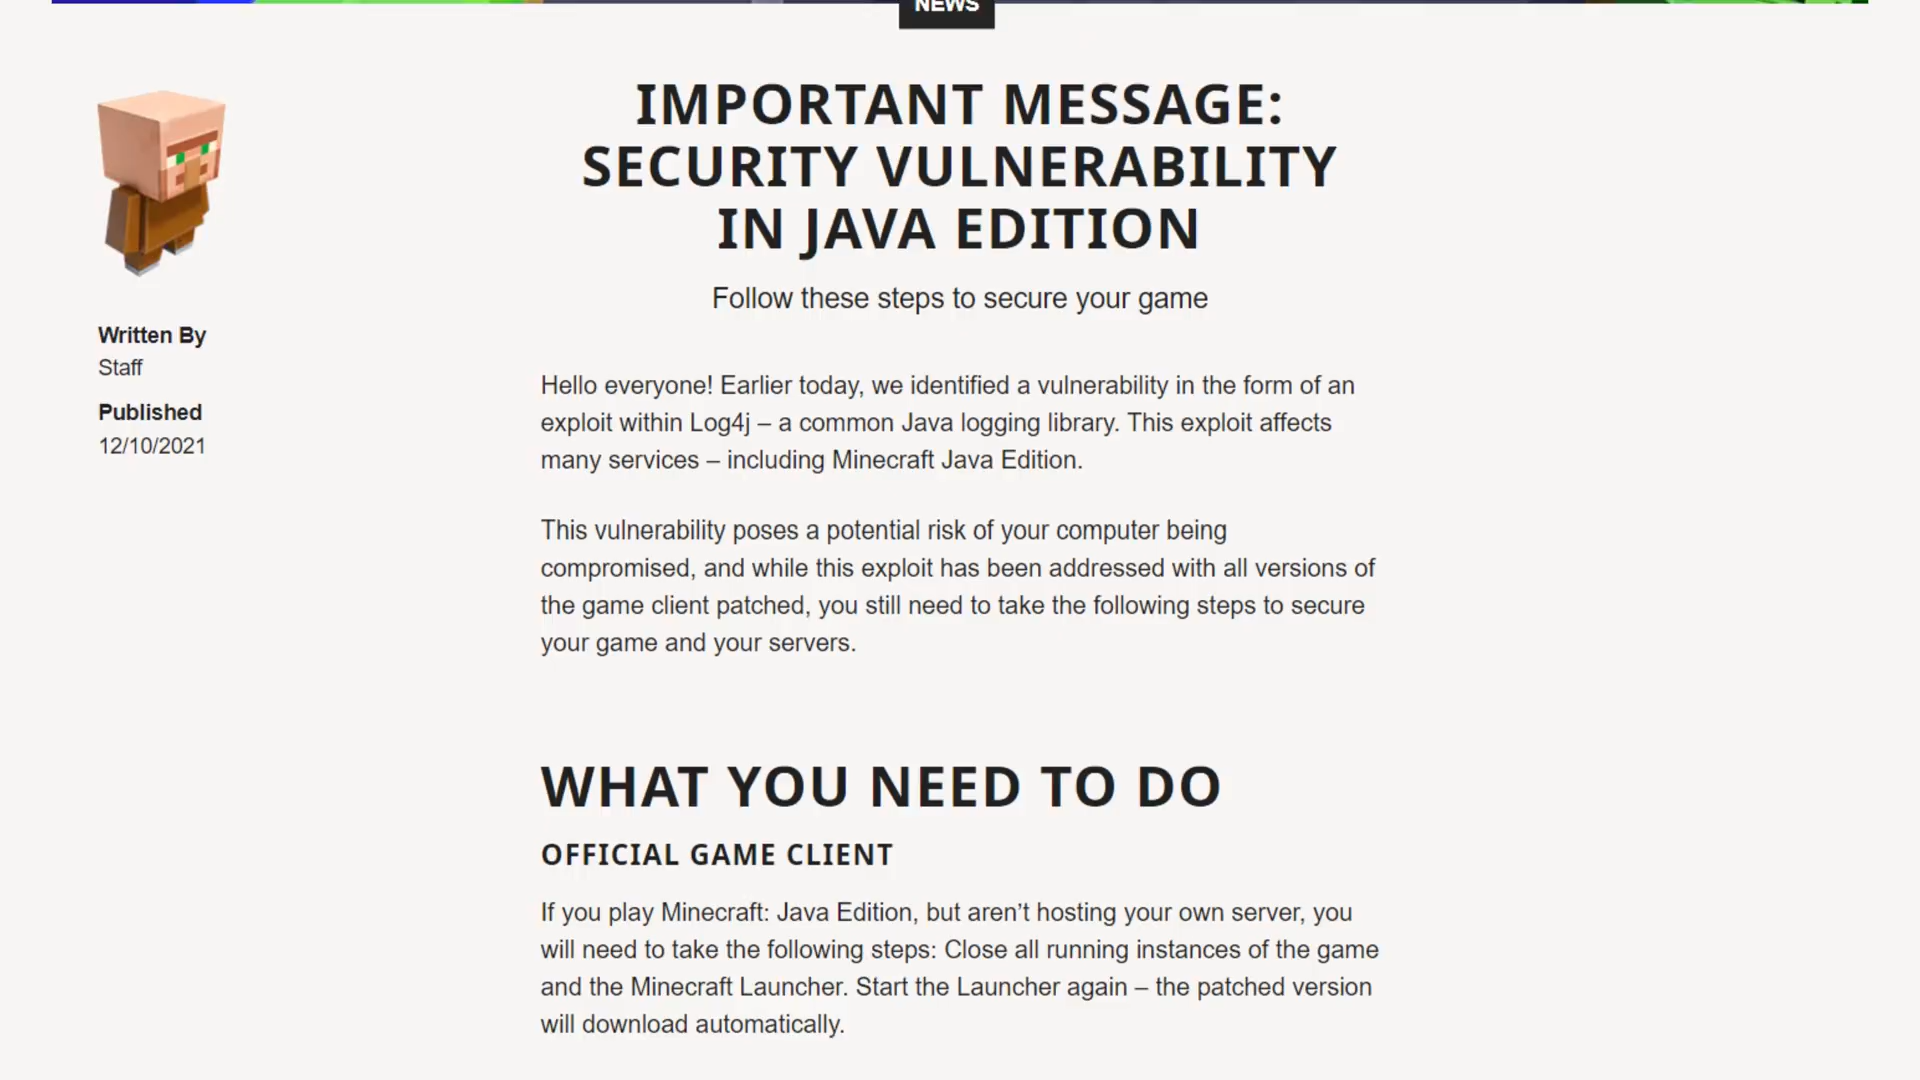 NEWS
IMPORTANT MESSAGE:
SECURITY VULNERABILITY
IN JAVA EDITION
Follow these steps to secure your game
Written By
Staff
Published
12/10/2021
Hello everyone! Earlier today, we identified a vulnerability in the form of an
exploit within Log4j – a common Java logging library. This exploit affects
many services – including Minecraft Java Edition.
This vulnerability poses a potential risk of your computer being
compromised, and while this exploit has been addressed with all versions of
the game client patched, you still need to take the following steps to secure
your game and your servers.
WHAT YOU NEED TO DO
OFFICIAL GAME CLIENT
If you play Minecraft: Java Edition, but aren’t hosting your own server, you
will need to take the following steps: Close all running instances of the game
and the Minecraft Launcher. Start the Launcher again – the patched version
will download automatically.